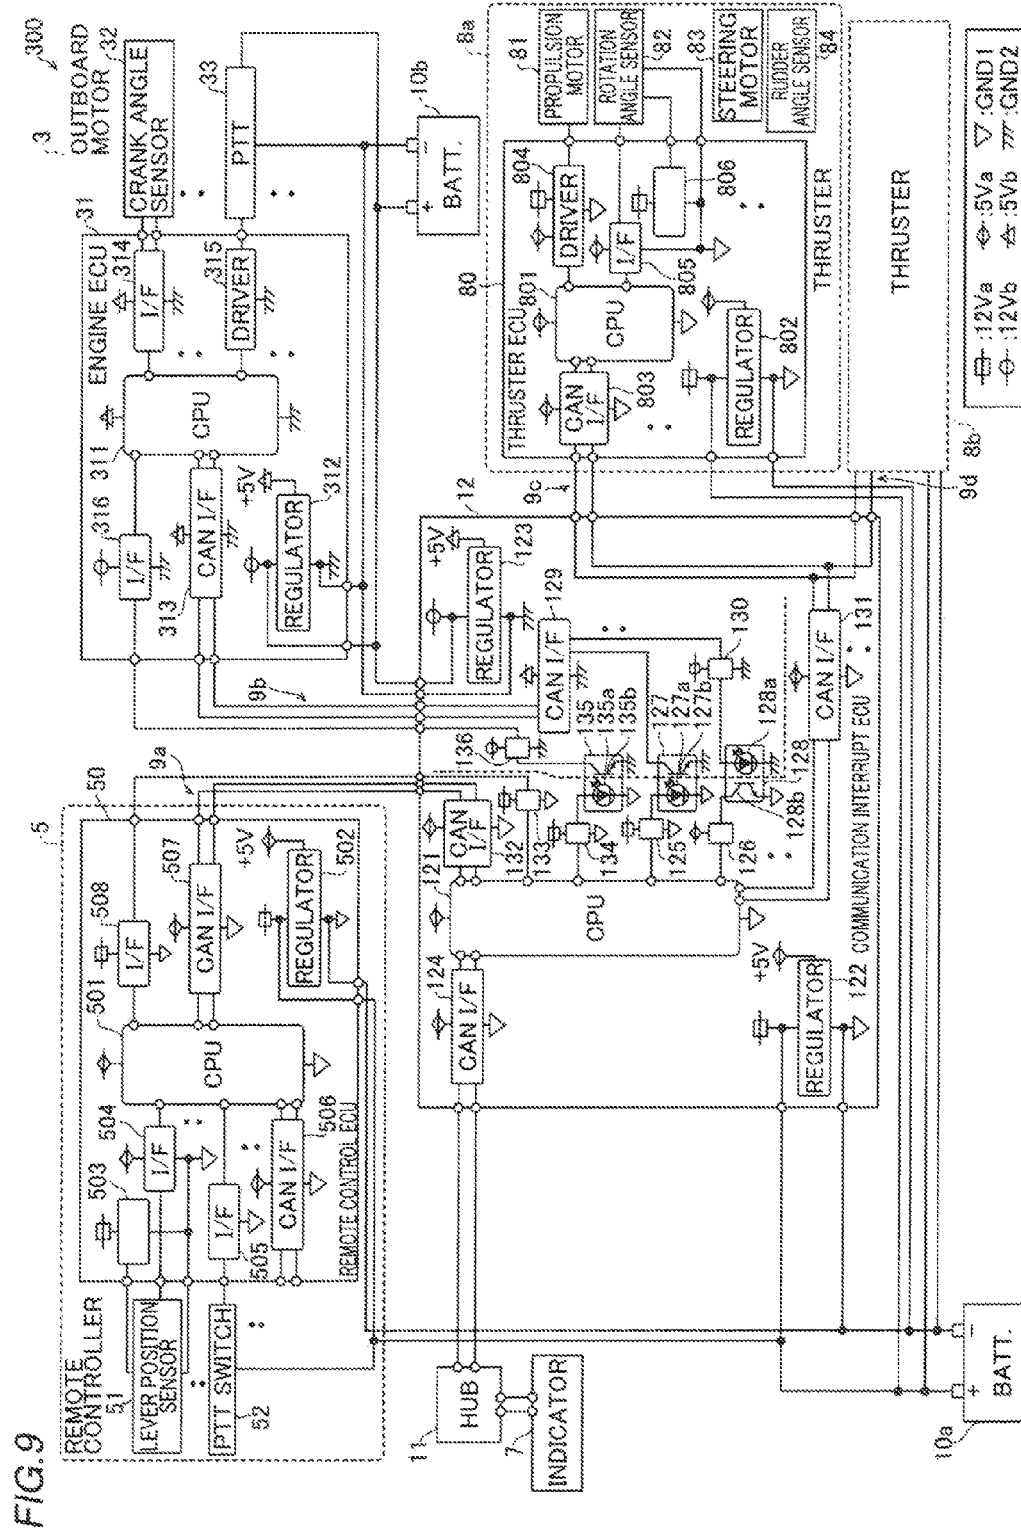 FIG.9
300
REMOTE
CONTROLLER
5
50
51
LEVER POSITION
SENSOR
PTT SWITCH
52
503
504
I/F
I/F
505
CAN I/F
506
REMOTE CONTROL ECU
501
CPU
508
I/F
507
CAN I/F
+5V
REGULATOR
502
9a
9b
3
OUTBOARD
MOTOR
31
ENGINE ECU
32
CRANK ANGLE
SENSOR
33
PTT
311
CPU
316
I/F
313
CAN I/F
+5V
312
REGULATOR
314
I/F
315
DRIVER
10b
BATT.
+
−
11
HUB
7
INDICATOR
12
124
CAN I/F
121
CPU
CAN
I/F
132
133
134
125
126
136
135
135a
135b
127
127a
127b
128a
128
128b
+5V
REGULATOR
123
129
CAN I/F
130
CAN I/F
131
+5V
REGULATOR
122
COMMUNICATION INTERRUPT ECU
9c
9d
8a
80
THRUSTER ECU
801
CPU
CAN
I/F
803
804
DRIVER
I/F
805
806
REGULATOR
802
THRUSTER
81
PROPULSION
MOTOR
ROTATION
ANGLE SENSOR
82
83
STEERING
MOTOR
RUDDER
ANGLE SENSOR
84
THRUSTER
8b
10a
BATT.
+
−
:12Va
:5Va
:GND1
:12Vb
:5Vb
:GND2